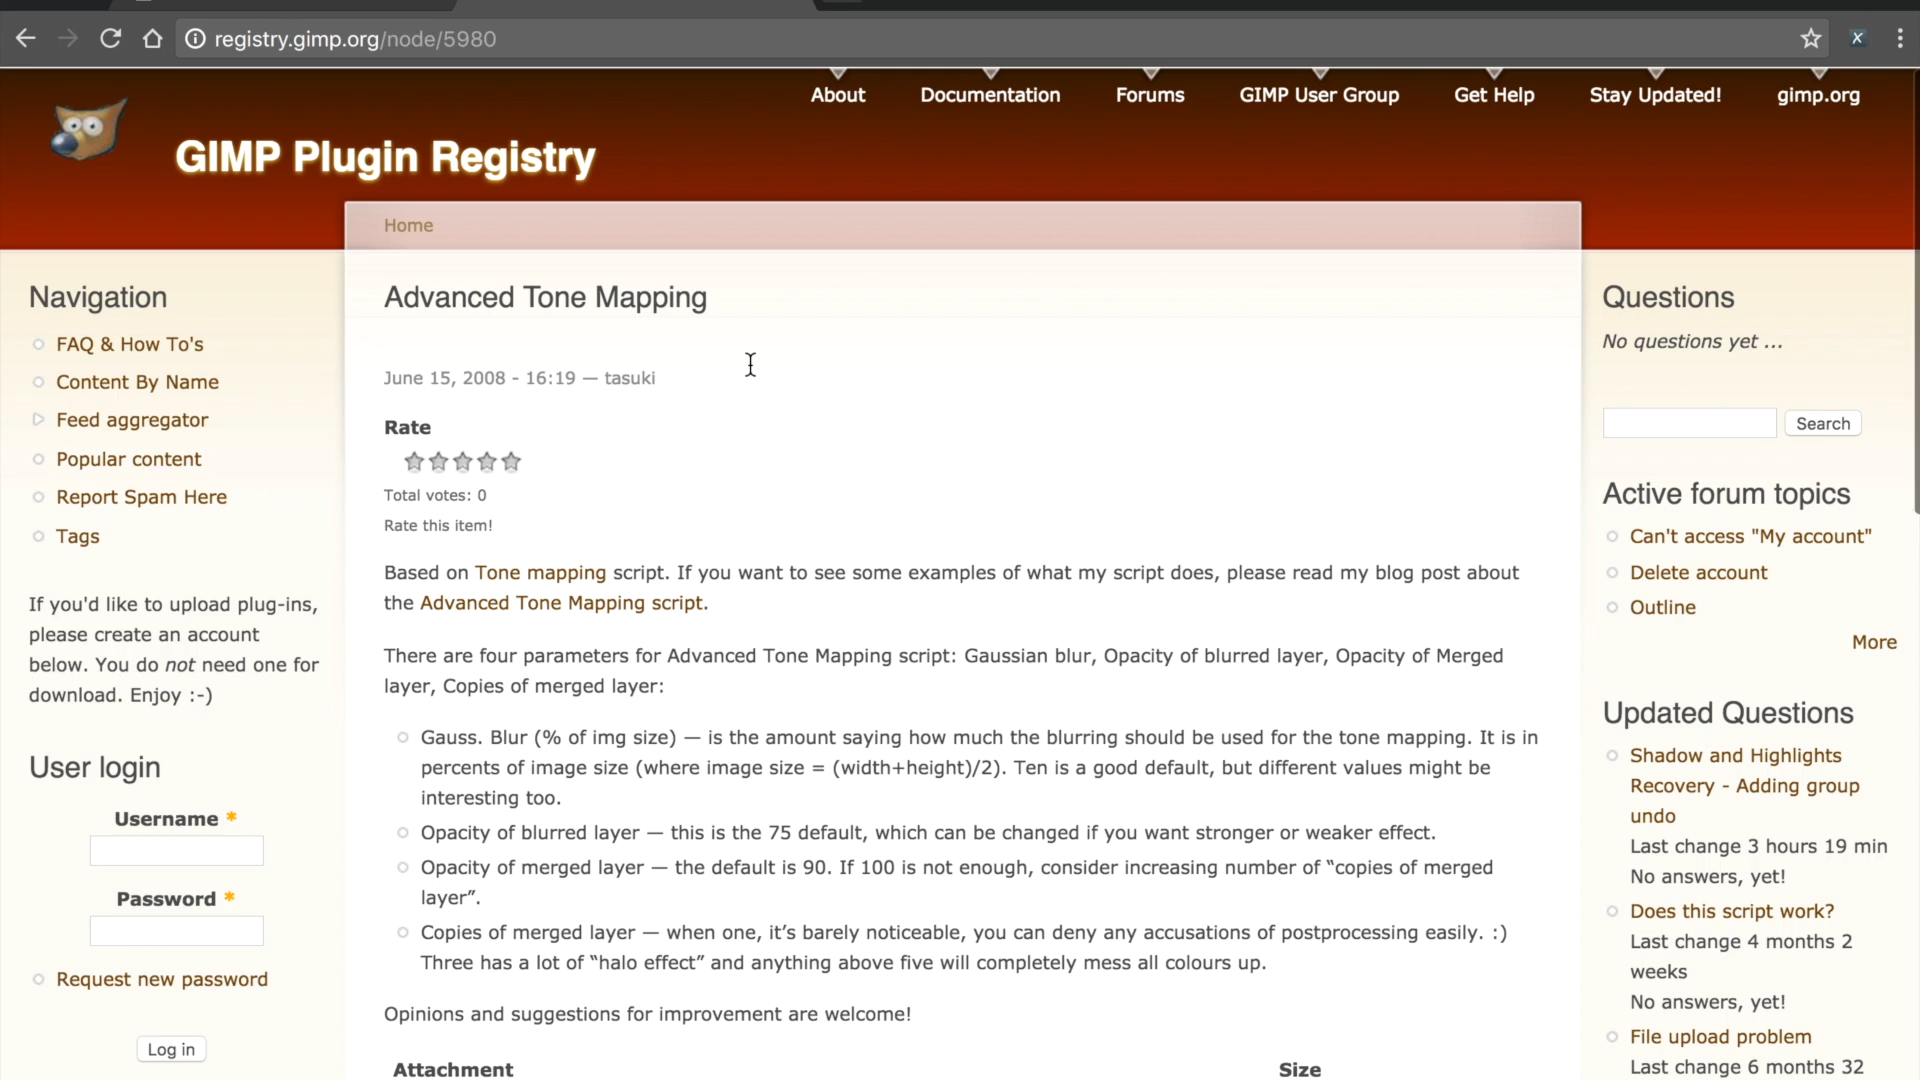 registry.gimp.org/node/5980
X
About
Documentation
Forums
GIMP User Group
Get Help
Stay Updated!
gimp.org
GIMP Plugin Registry
Home
Navigation
FAQ & How To's
Content By Name
Feed aggregator
Popular content
Report Spam Here
Tags
If you'd like to upload plug-ins,
please create an account
below. You do not need one for
download. Enjoy :-)
User login
Username *
Password *
Request new password
Log in
Advanced Tone Mapping
June 15, 2008 - 16:19 — tasuki
Rate
Total votes: 0
Rate this item!
Based on Tone mapping script. If you want to see some examples of what my script does, please read my blog post about
the Advanced Tone Mapping script.
There are four parameters for Advanced Tone Mapping script: Gaussian blur, Opacity of blurred layer, Opacity of Merged
layer, Copies of merged layer:
Gauss. Blur (% of img size) — is the amount saying how much the blurring should be used for the tone mapping. It is in
percents of image size (where image size = (width+height)/2). Ten is a good default, but different values might be
interesting too.
Opacity of blurred layer — this is the 75 default, which can be changed if you want stronger or weaker effect.
Opacity of merged layer — the default is 90. If 100 is not enough, consider increasing number of “copies of merged
layer”.
Copies of merged layer — when one, it’s barely noticeable, you can deny any accusations of postprocessing easily. :)
Three has a lot of “halo effect” and anything above five will completely mess all colours up.
Opinions and suggestions for improvement are welcome!
Attachment
Size
Questions
No questions yet ...
Search
Active forum topics
Can't access "My account"
Delete account
Outline
More
Updated Questions
Shadow and Highlights
Recovery - Adding group
undo
Last change 3 hours 19 min
No answers, yet!
Does this script work?
Last change 4 months 2
weeks
No answers, yet!
File upload problem
Last change 6 months 32